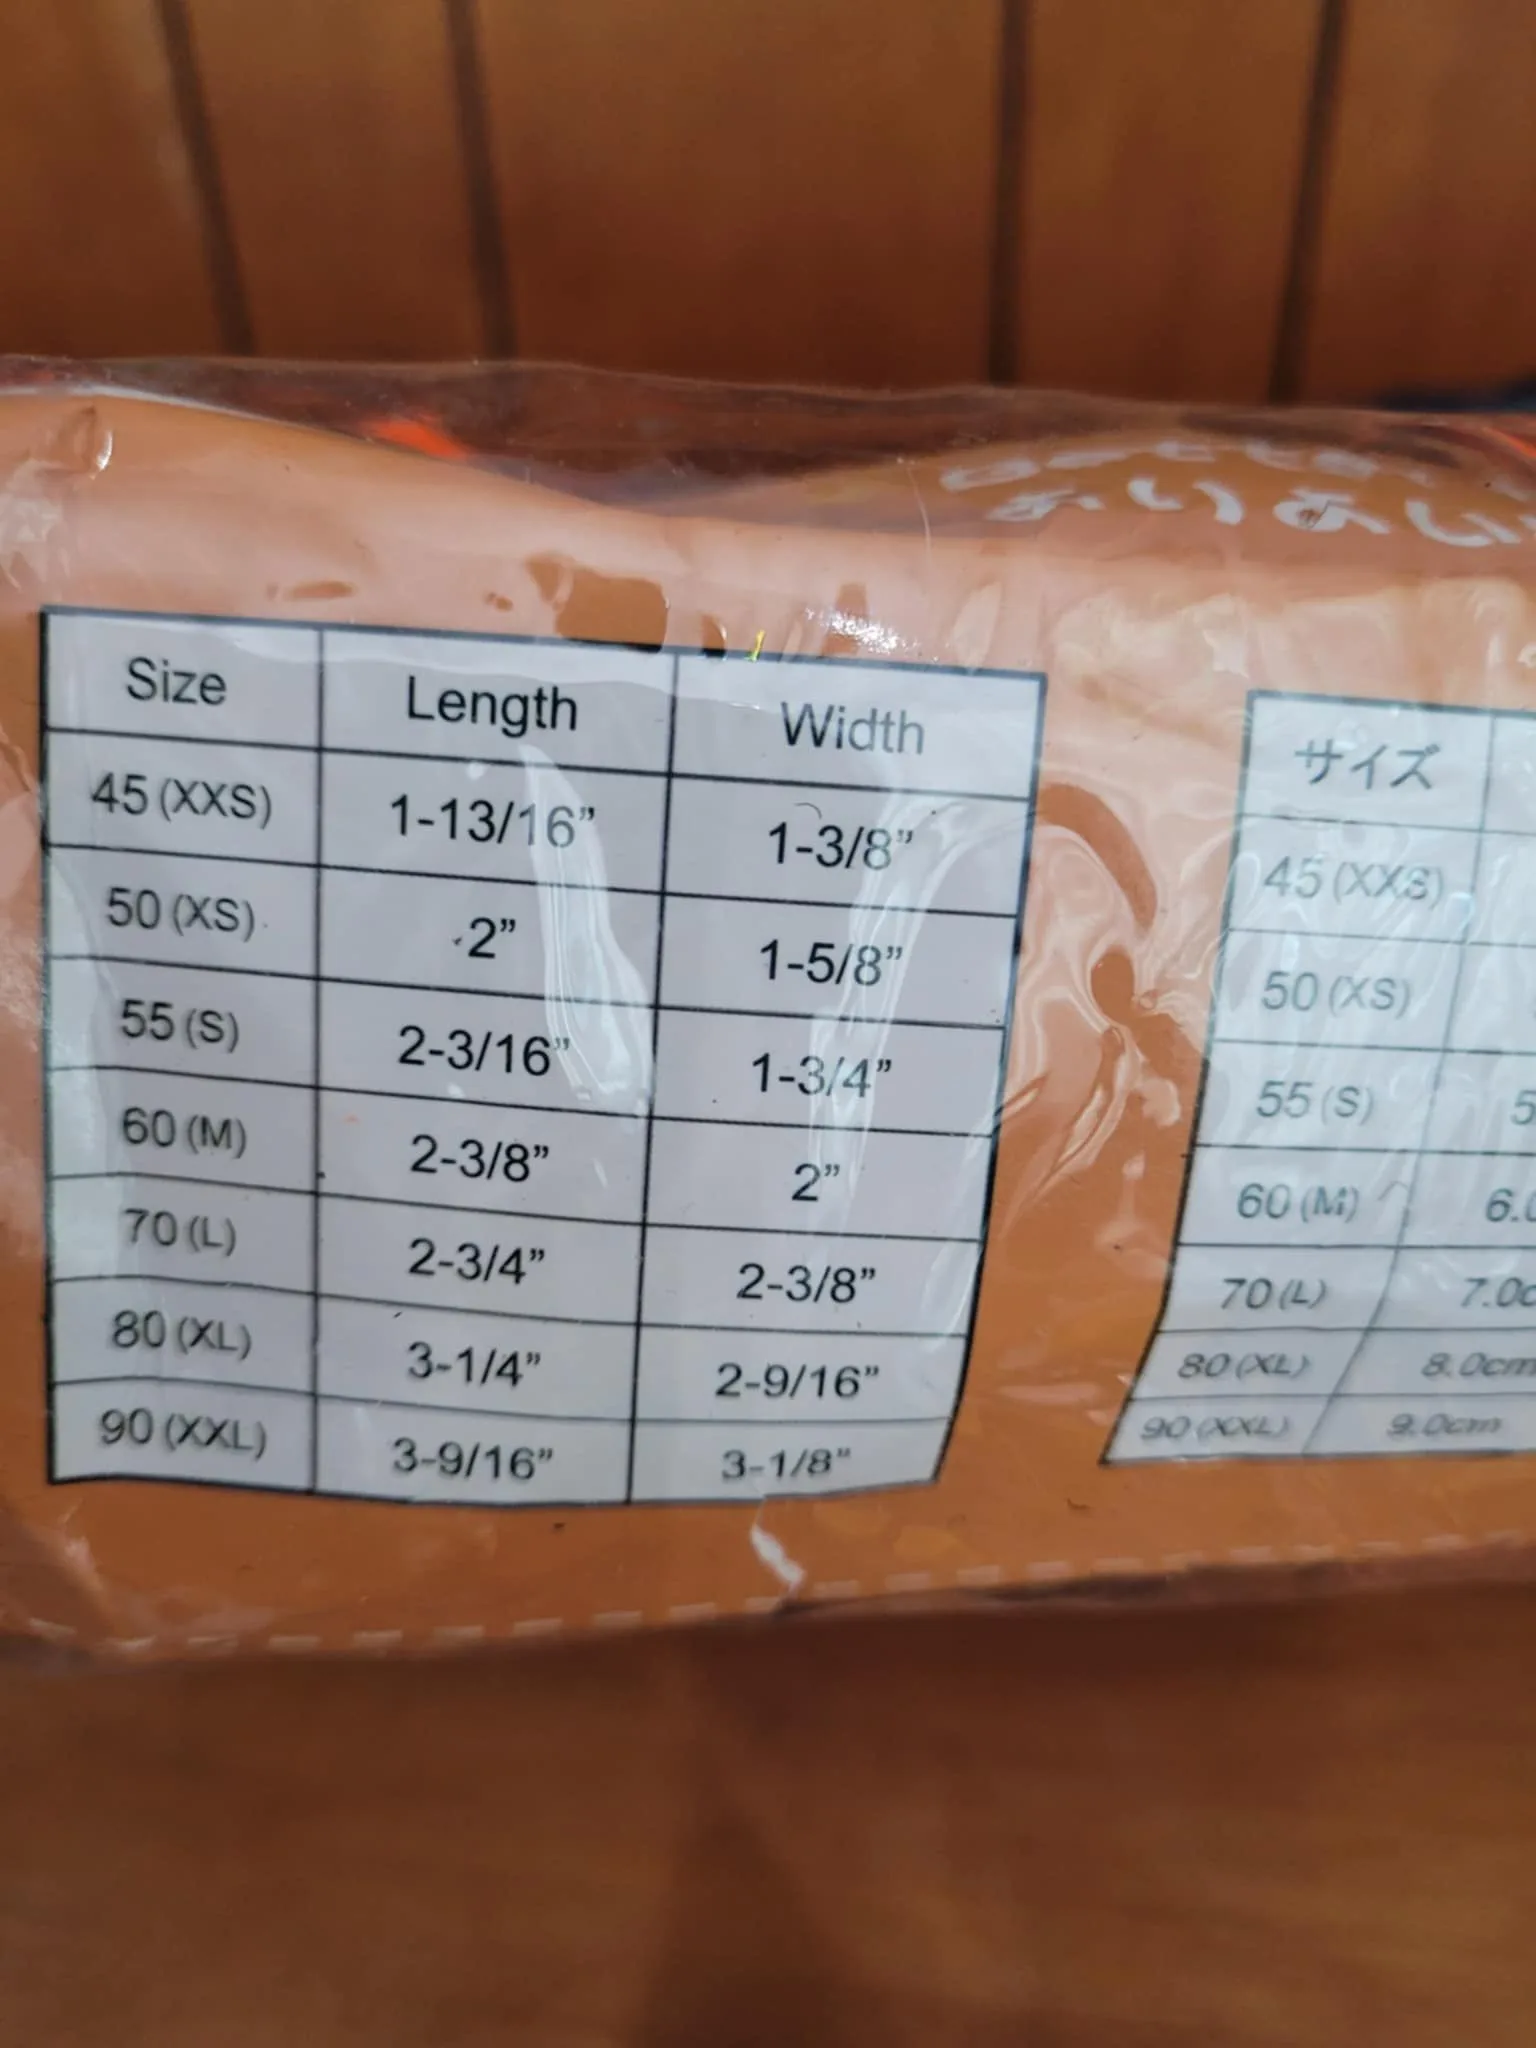 Size Length Width
45 (XXS) 1-13/16” 1-3/8”
50 (XS) 2” 1-5/8”
55 (S) 2-3/16” 1-3/4”
60 (M) 2-3/8” 2”
70 (L) 2-3/4” 2-3/8”
80 (XL) 3-1/4” 2-9/16”
90 (XXL) 3-9/16” 3-1/8”
サイズ
45 (XXS)
50 (XS)
55 (S)
60 (M)
70 (L)
80 (XL) 8.0cm
90 (XXL) 9.0cm